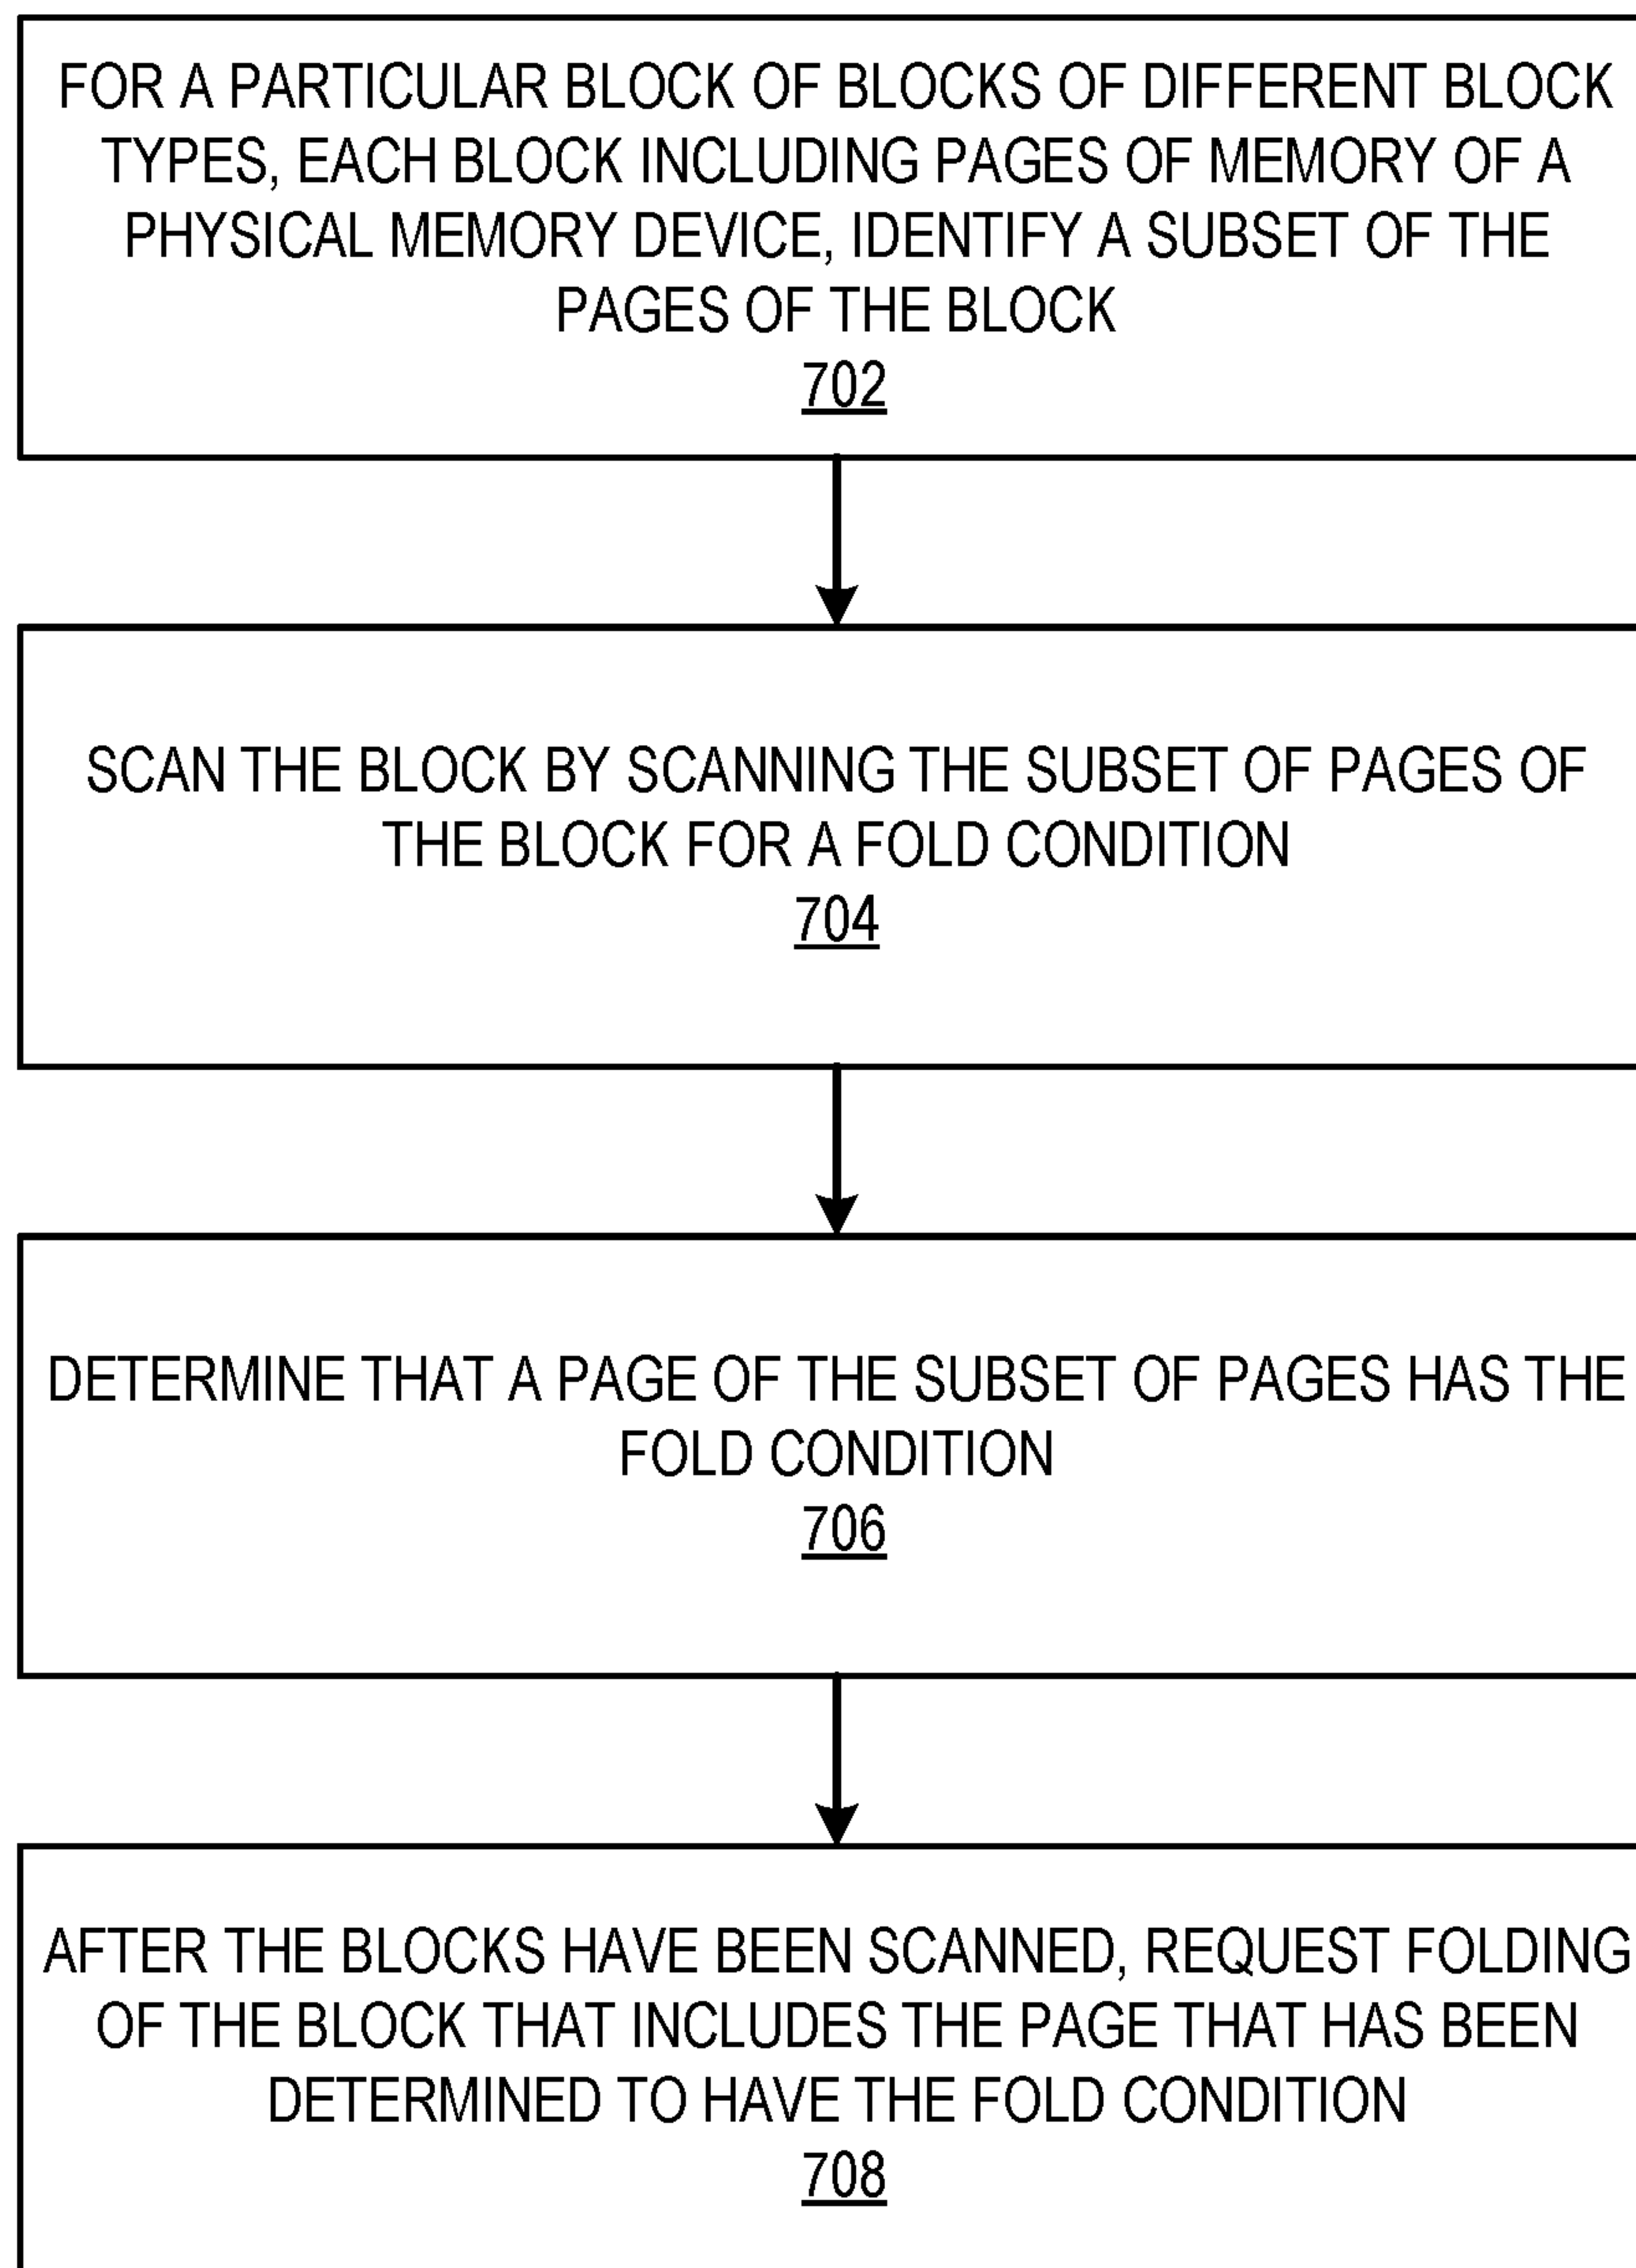 FOR A PARTICULAR BLOCK OF BLOCKS OF DIFFERENT BLOCK
TYPES, EACH BLOCK INCLUDING PAGES OF MEMORY OF A
PHYSICAL MEMORY DEVICE, IDENTIFY A SUBSET OF THE
PAGES OF THE BLOCK
702
SCAN THE BLOCK BY SCANNING THE SUBSET OF PAGES OF
THE BLOCK FOR A FOLD CONDITION
704
DETERMINE THAT A PAGE OF THE SUBSET OF PAGES HAS THE
FOLD CONDITION
706
AFTER THE BLOCKS HAVE BEEN SCANNED, REQUEST FOLDING
OF THE BLOCK THAT INCLUDES THE PAGE THAT HAS BEEN
DETERMINED TO HAVE THE FOLD CONDITION
708